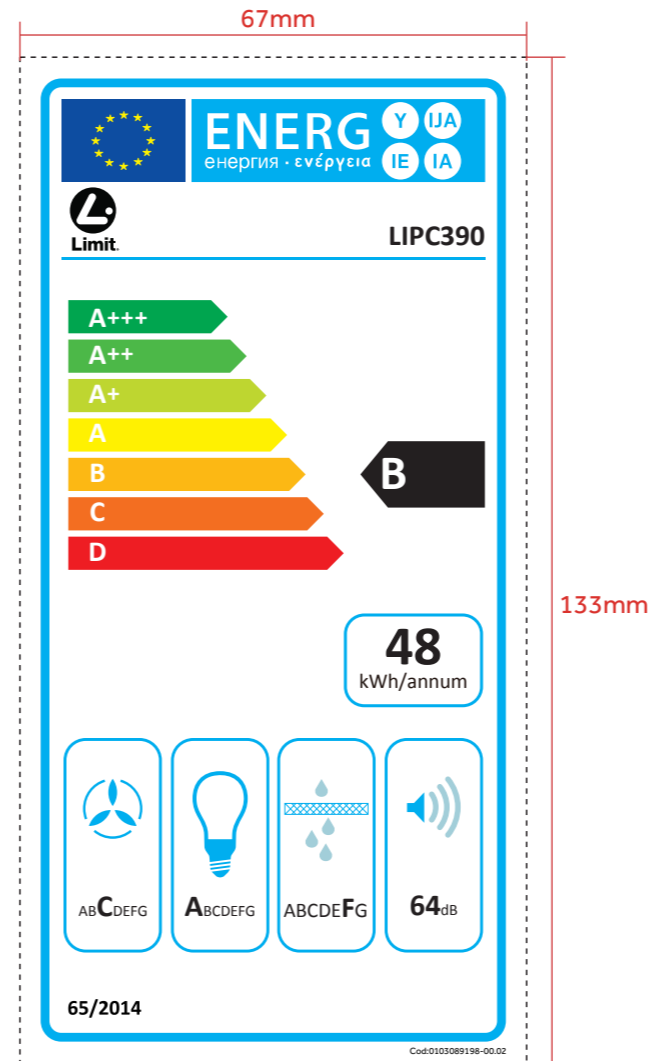 67mm
ENERG Y IJA
енергия · ενέργεια IE IA
Limit.
LIPC390
A+++
A++
A+
A
B
B
C
D
133mm
48
kWh/annum
ABCDEFG
ABCDEFG
ABCDEFG
64dB
65/2014
Cod:0103089198-00.02